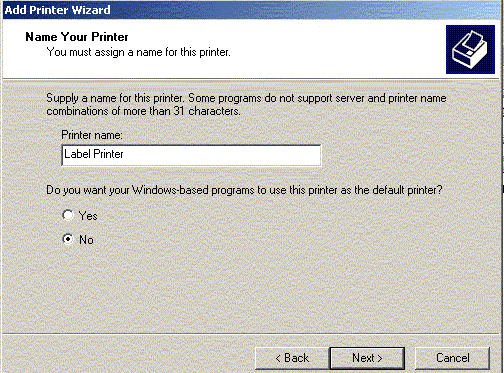 Add Printer Wizard
Name Your Printer
You must assign a name for this printer.
Supply a name for this printer. Some programs do not support server and printer name
combinations of more than 31 characters.
Printer name:
Label Printer
Do you want your Windows-based programs to use this printer as the default printer?
Yes
No
< Back Next > Cancel